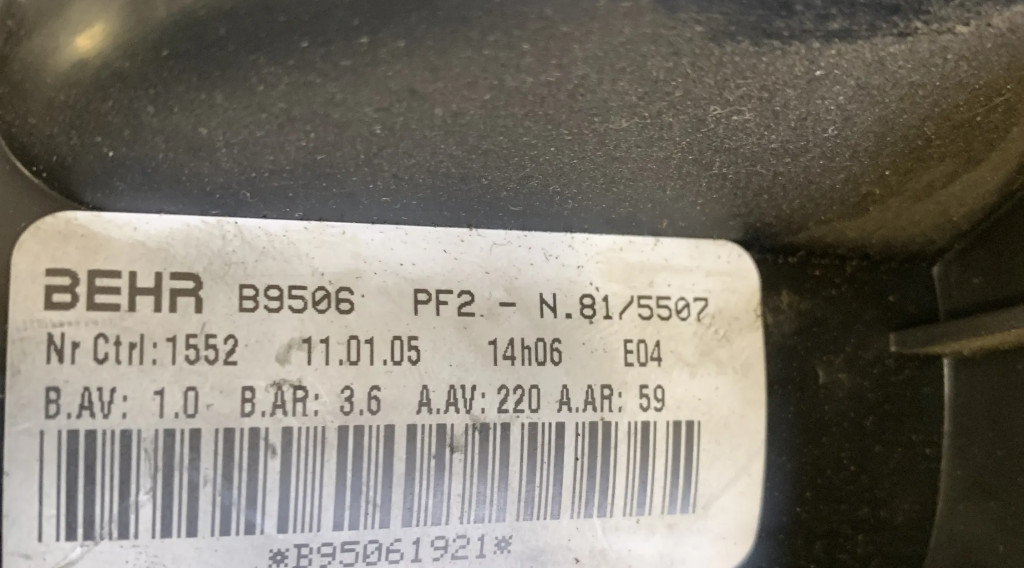 BEHR B9506 PF2 - N.81/5507
Nr Ctrl:1552 11.01.05 14h06 E04
B.AV: 1.0 B.AR: 3.6 A.AV: 220 A.AR: 59
*B95061921*